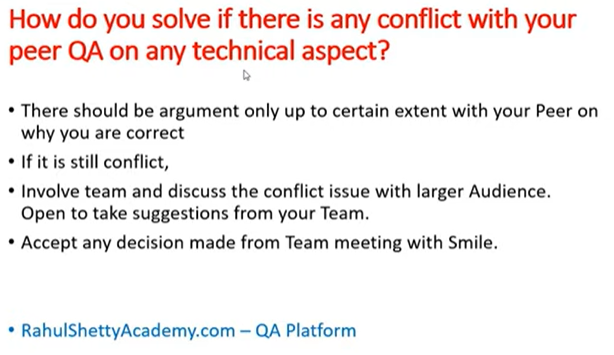 How do you solve if there is any conflict with your
peer QA on any technical aspect?
• There should be argument only up to certain extent with your Peer on
why you are correct
• If it is still conflict,
• Involve team and discuss the conflict issue with larger Audience.
Open to take suggestions from your Team.
• Accept any decision made from Team meeting with Smile.
• RahulShettyAcademy.com – QA Platform